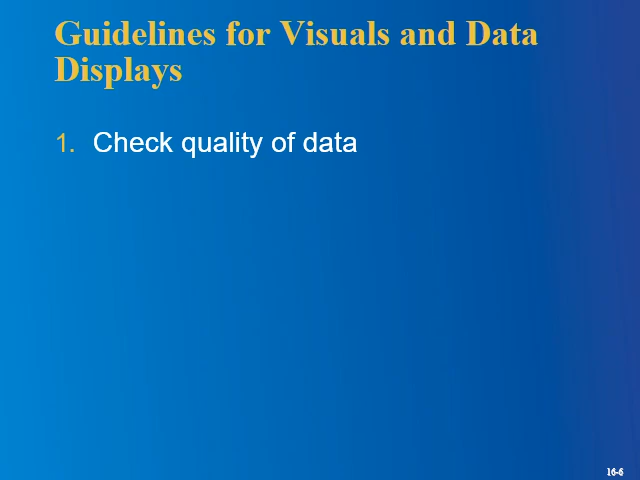 Guidelines for Visuals and Data
Displays
1. Check quality of data
16-6